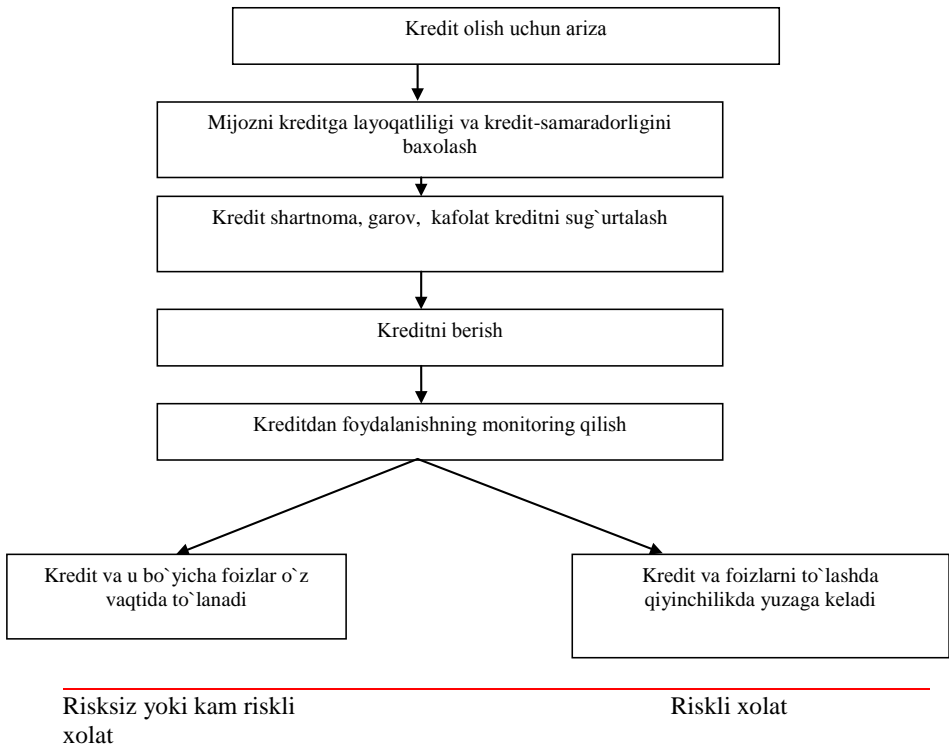 Kredit olish uchun ariza
Mijozni kreditga layoqatliligi va kredit-samaradorligini
baxolash
Kredit shartnoma, garov, kafolat kreditni sug`urtalash
Kreditni berish
Kreditdan foydalanishning monitoring qilish
Kredit va u bo`yicha foizlar o`z
vaqtida to`lanadi
Kredit va foizlarni to`lashda
qiyinchilikda yuzaga keladi
Risksiz yoki kam riskli
xolat
Riskli xolat